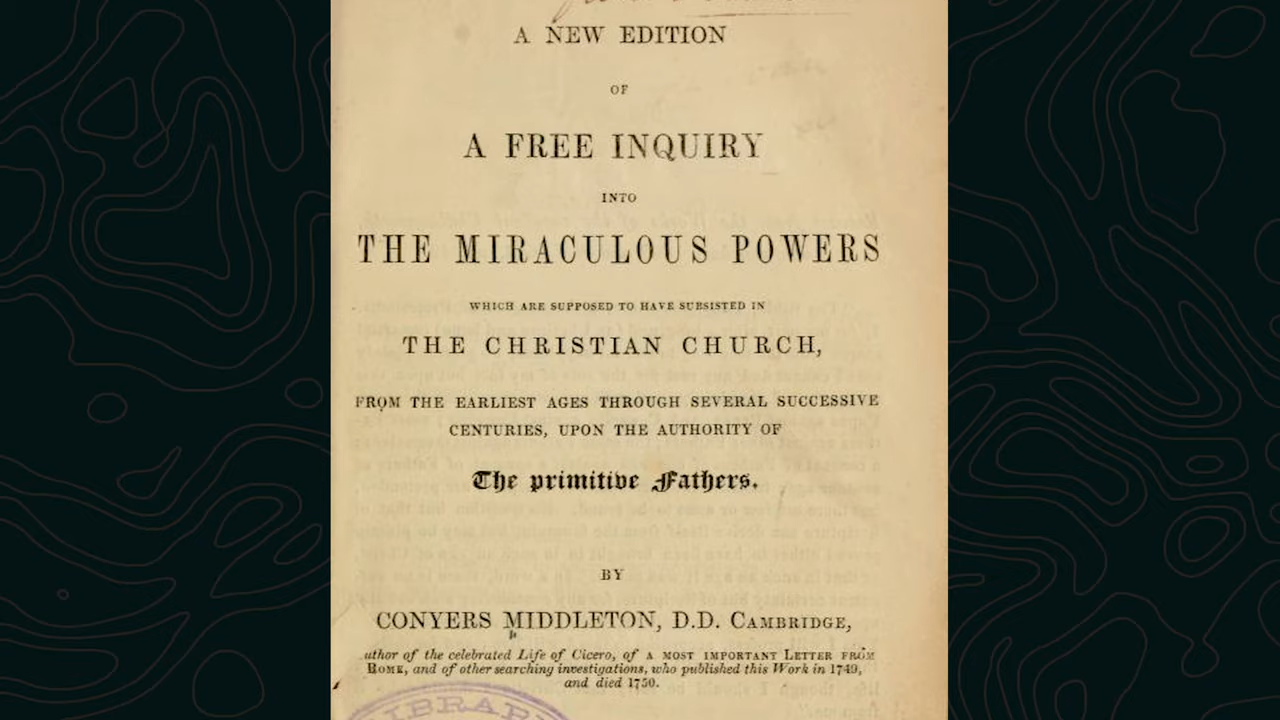 A NEW EDITION
OF
A FREE INQUIRY
INTO
THE MIRACULOUS POWERS
WHICH ARE SUPPOSED TO HAVE SUBSISTED IN
THE CHRISTIAN CHURCH,
FROM THE EARLIEST AGES THROUGH SEVERAL SUCCESSIVE
CENTURIES, UPON THE AUTHORITY OF
The primitive Fathers.
BY
CONYERS MIDDLETON, D.D. CAMBRIDGE,
uthor of the celebrated Life of Cicero, of A MOST IMPORTANT LETTER FROM
ROME, and of other searching investigations, who published this Work in 1749,
and died 1750.
LIBRARY